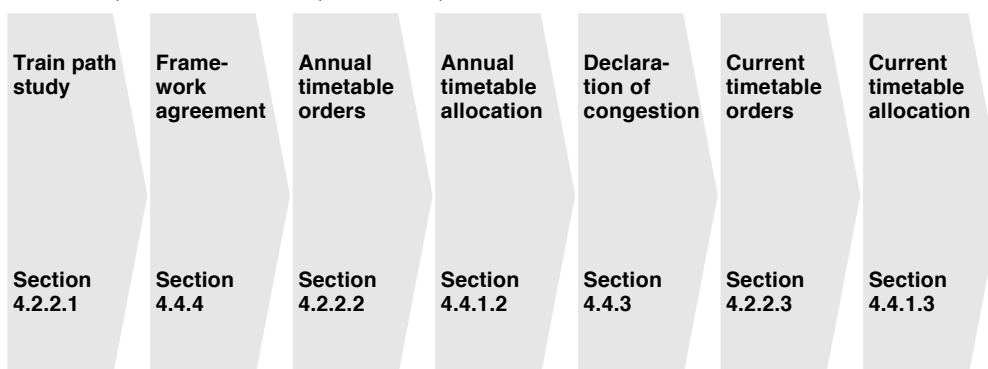 Train path
study
Section
4.2.2.1
Frame-
work
agreement
Section
4.4.4
Annual
timetable
orders
Section
4.2.2.2
Annual
timetable
allocation
Section
4.4.1.2
Declara-
tion of
congestion
Section
4.4.3
Current
timetable
orders
Section
4.2.2.3
Current
timetable
allocation
Section
4.4.1.3